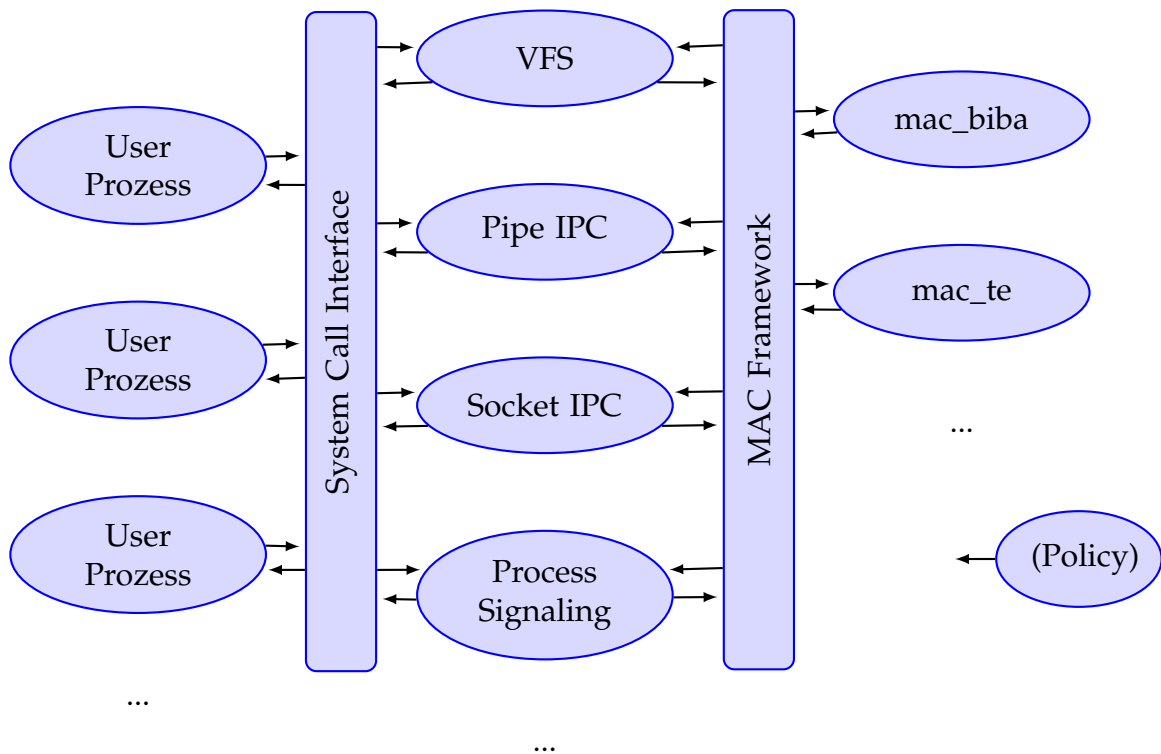 User
Prozess
User
Prozess
User
Prozess
...
System Call Interface
VFS
Pipe IPC
Socket IPC
Process
Signaling
...
MAC Framework
mac_biba
mac_te
...
(Policy)